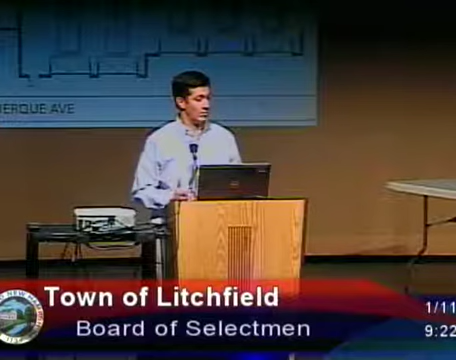 ERQUE AVE
Town of Litchfield
Board of Selectmen
1/11
9:22